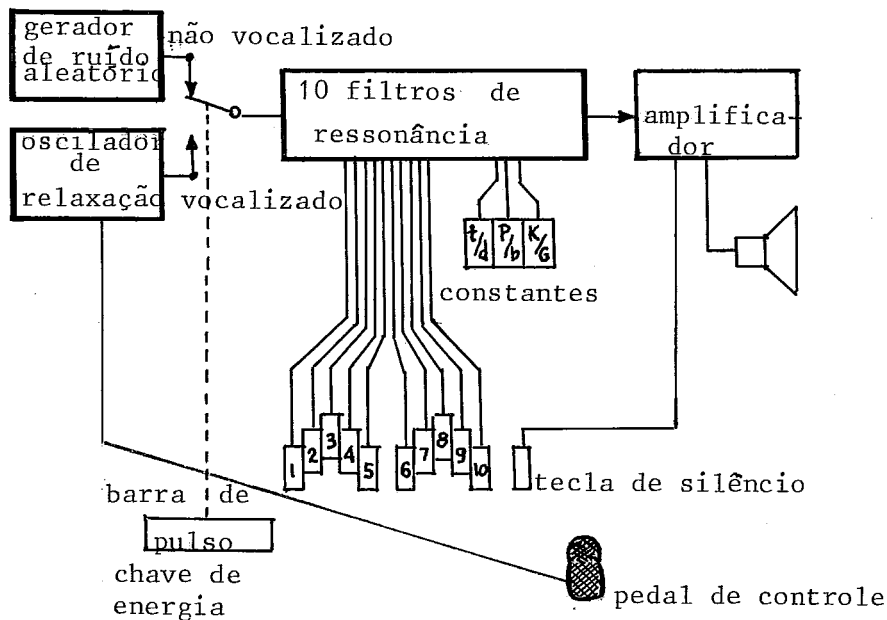 gerador
de ruído
aleatório
não vocalizado
10 filtros de
ressonância
amplifica-
dor
oscilador
de
relaxação
vocalizado
t/d P/b K/G
constantes
1 2 3 4 5 6 7 8 9 10
tecla de silêncio
barra de
pulso
chave de
energia
pedal de controle